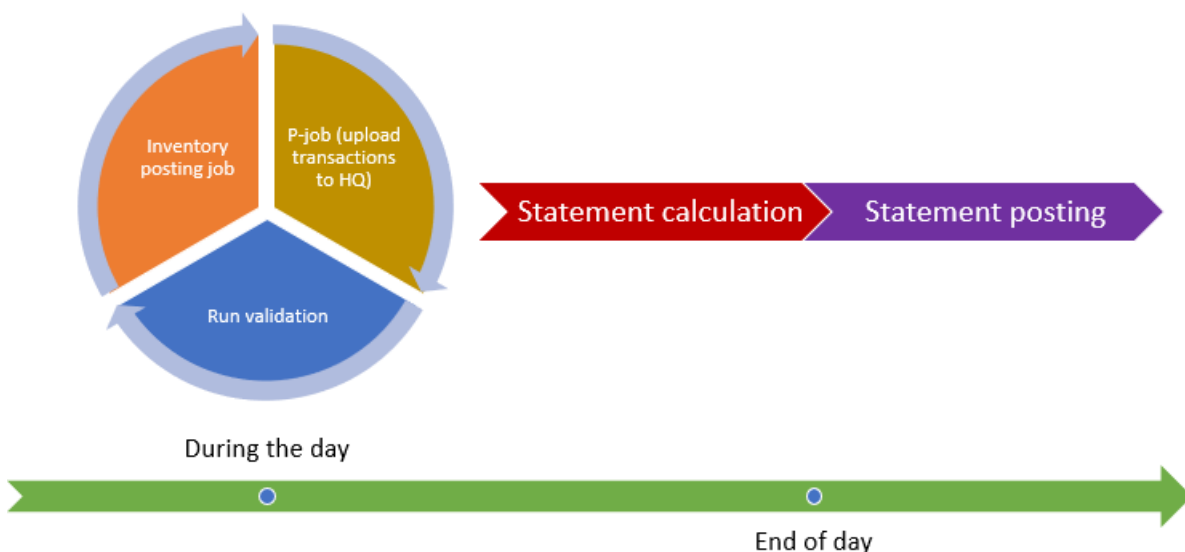 Inventory
posting job
P-job (upload
transactions
to HQ)
Run validation
Statement calculation
Statement posting
During the day
End of day